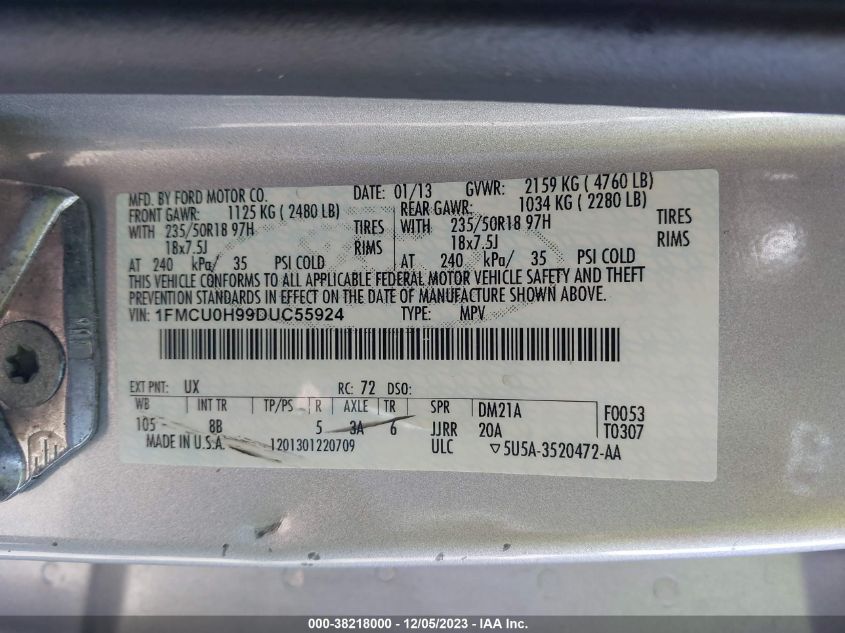 MFD. BY FORD MOTOR CO. DATE: 01/13 GVWR: 2159 KG ( 4760 LB)
FRONT GAWR: 1125 KG ( 2480 LB) REAR GAWR: 1034 KG ( 2280 LB)
WITH 235/50R18 97H TIRES WITH 235/50R18 97H TIRES
18x7.5J RIMS 18x7.5J RIMS
AT 240 kPa/ 35 PSI COLD AT 240 kPa/ 35 PSI COLD
THIS VEHICLE CONFORMS TO ALL APPLICABLE FEDERAL MOTOR VEHICLE SAFETY AND THEFT
PREVENTION STANDARDS IN EFFECT ON THE DATE OF MANUFACTURE SHOWN ABOVE.
VIN: 1FMCU0H99DUC55924 TYPE: MPV
EXT PNT: UX RC: 72 DSO:
WB INT TR TP/PS R AXLE TR SPR DM21A F0053
105 8B 5 3A 6 JJRR 20A T0307
MADE IN U.S.A. 1201301220709 ULC ▽5U5A-3520472-AA
000-38218000 - 12/05/2023 - IAA Inc.